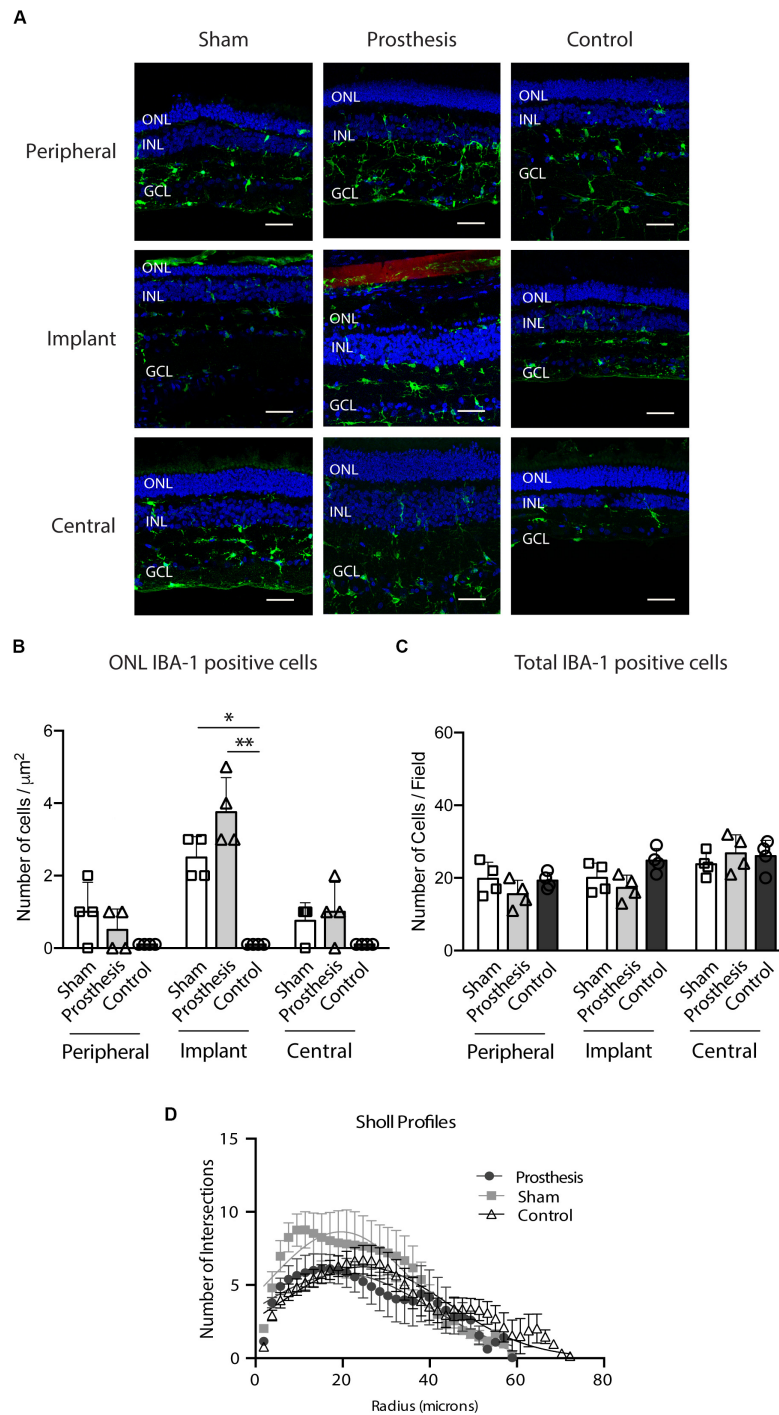 A
Sham Prosthesis Control
Peripheral
ONL
INL
GCL
ONL
INL
GCL
ONL
INL
GCL
Implant
ONL
INL
GCL
ONL
INL
GCL
ONL
INL
GCL
Central
ONL
INL
GCL
ONL
INL
GCL
ONL
INL
GCL
B
ONL IBA-1 positive cells
Number of cells / μm²
6
4
2
0
*
**
Sham Prosthesis Control
Sham Prosthesis Control
Sham Prosthesis Control
Peripheral Implant Central
C
Total IBA-1 positive cells
Number of Cells / Field
60
40
20
0
Sham Prosthesis Control
Sham Prosthesis Control
Sham Prosthesis Control
Peripheral Implant Central
D
Sholl Profiles
Number of Intersections
15
10
5
0
Prosthesis
Sham
Control
0 20 40 60 80
Radius (microns)